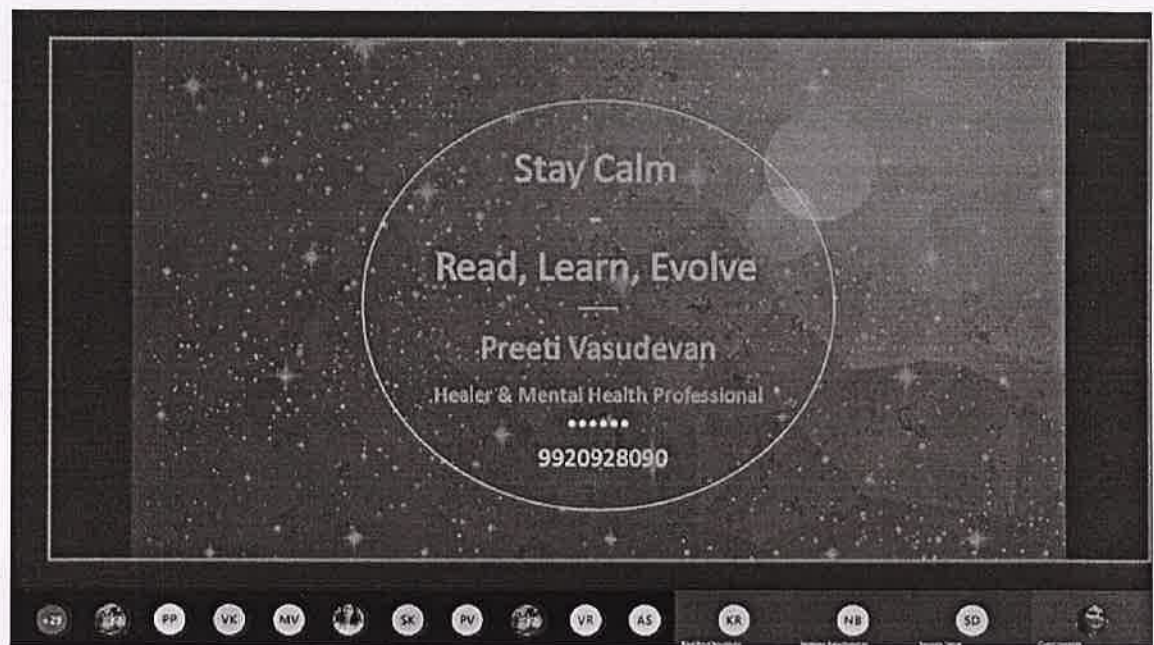 Stay Calm
-
Read, Learn, Evolve
Preeti Vasudevan
Healer & Mental Health Professional
9920928090
PP VK MV SK PV VR AS KR NB SD